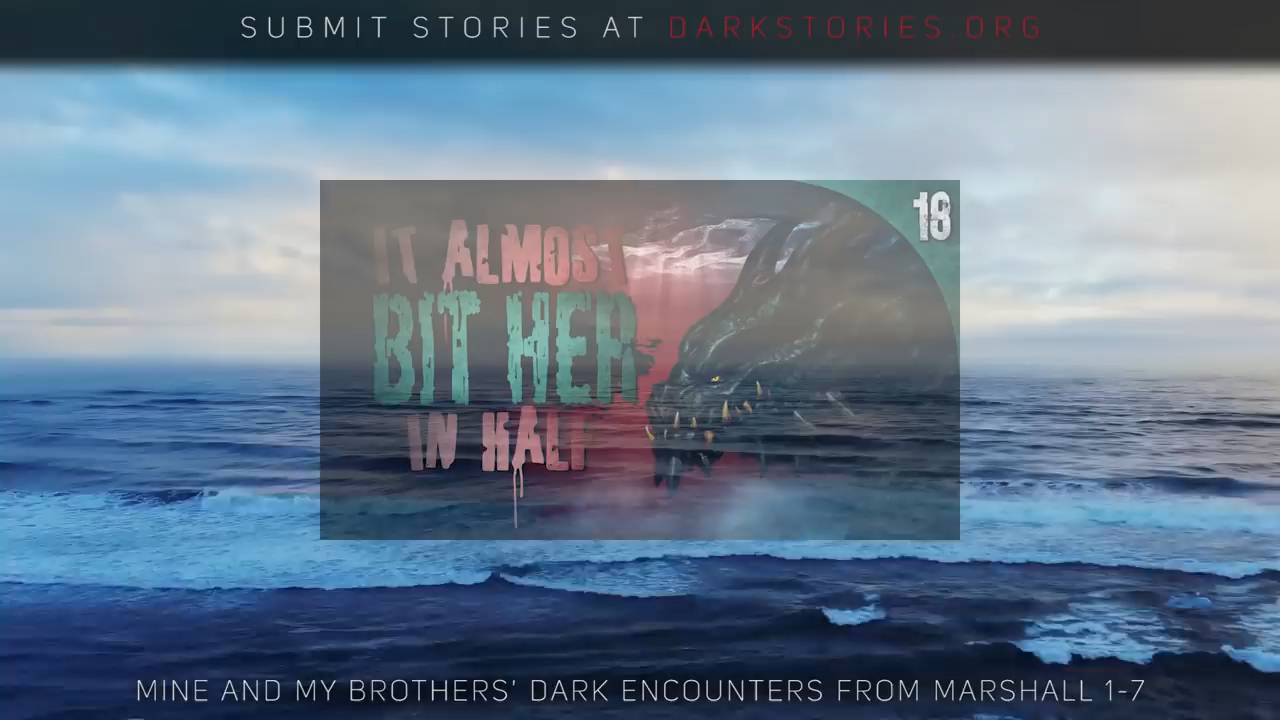 SUBMIT STORIES AT DARKSTORIES.ORG
18
IT ALMOST
BIT HER
IN HALF
MINE AND MY BROTHERS' DARK ENCOUNTERS FROM MARSHALL 1-7